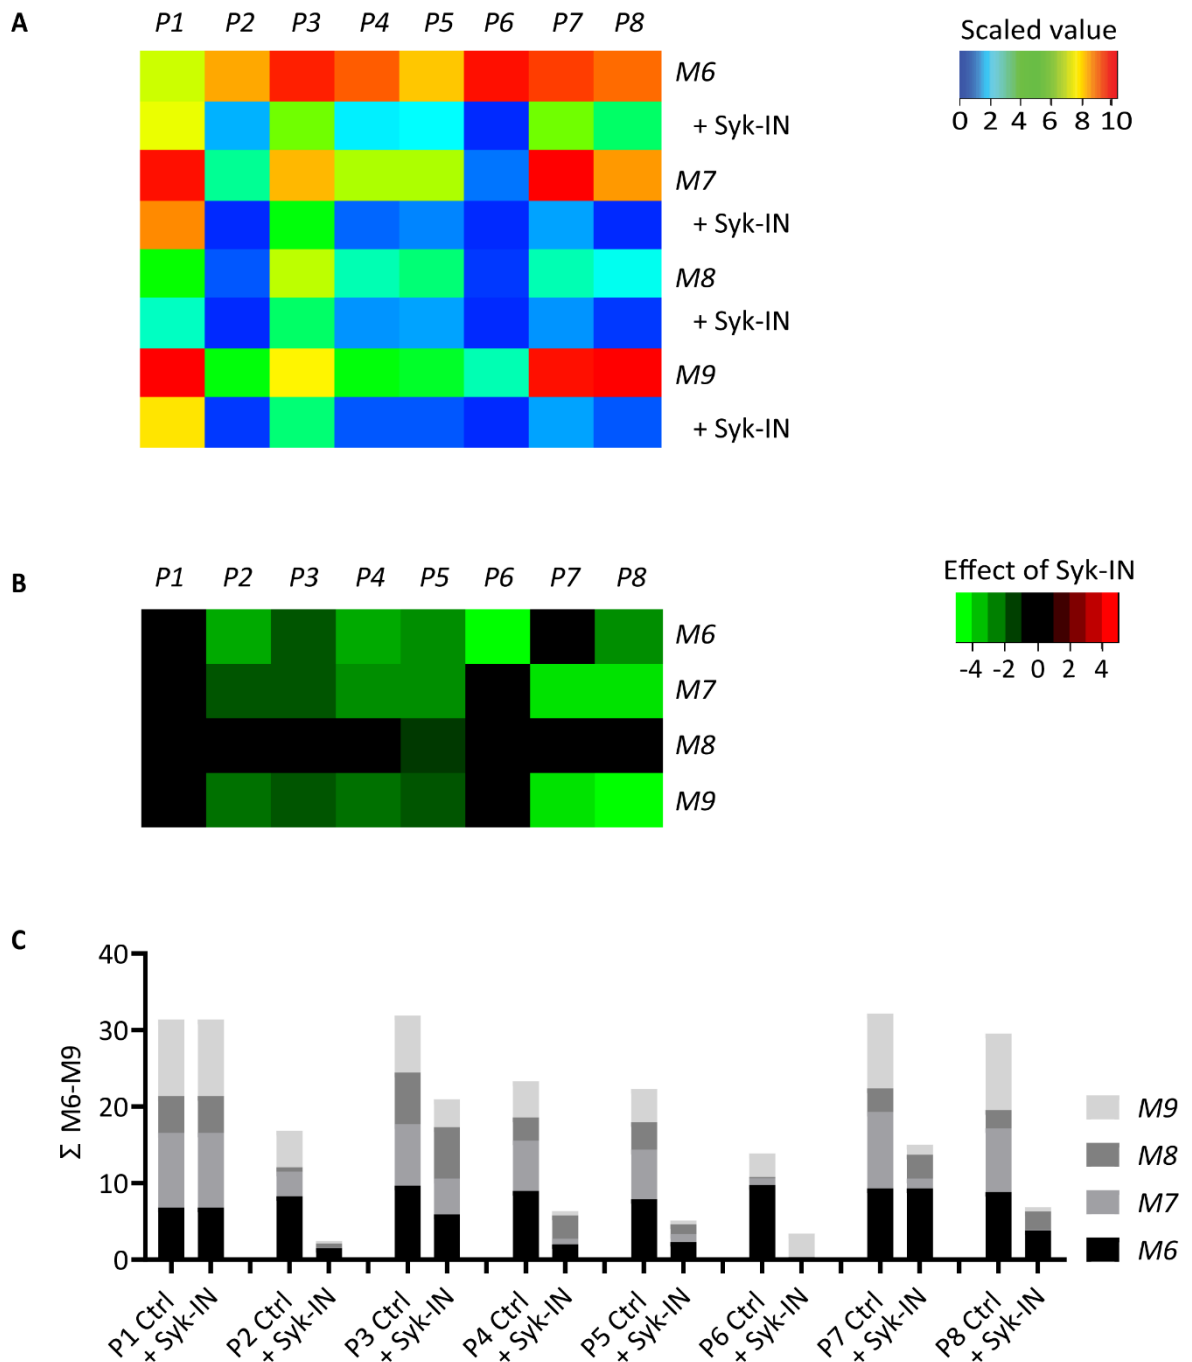 A
P1 P2 P3 P4 P5 P6 P7 P8
Scaled value
0 2 4 6 8 10
M6
+ Syk-IN
M7
+ Syk-IN
M8
+ Syk-IN
M9
+ Syk-IN
B
P1 P2 P3 P4 P5 P6 P7 P8
Effect of Syk-IN
-4 -2 0 2 4
M6
M7
M8
M9
C
Σ M6-M9
40
30
20
10
0
P1 Ctrl
+ Syk-IN
P2 Ctrl
+ Syk-IN
P3 Ctrl
+ Syk-IN
P4 Ctrl
+ Syk-IN
P5 Ctrl
+ Syk-IN
P6 Ctrl
+ Syk-IN
P7 Ctrl
+ Syk-IN
P8 Ctrl
+ Syk-IN
M9
M8
M7
M6